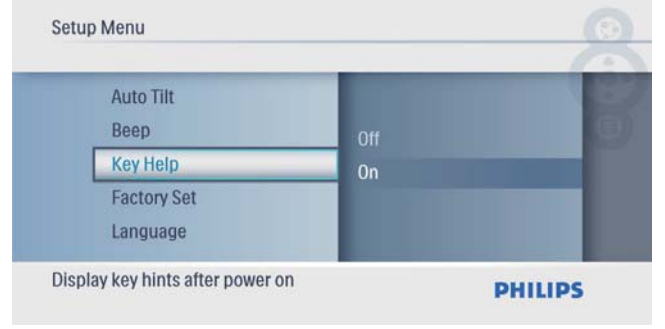 Setup Menu
Auto Tilt
Beep
Off
Key Help
On
Factory Set
Language
Display key hints after power on
PHILIPS